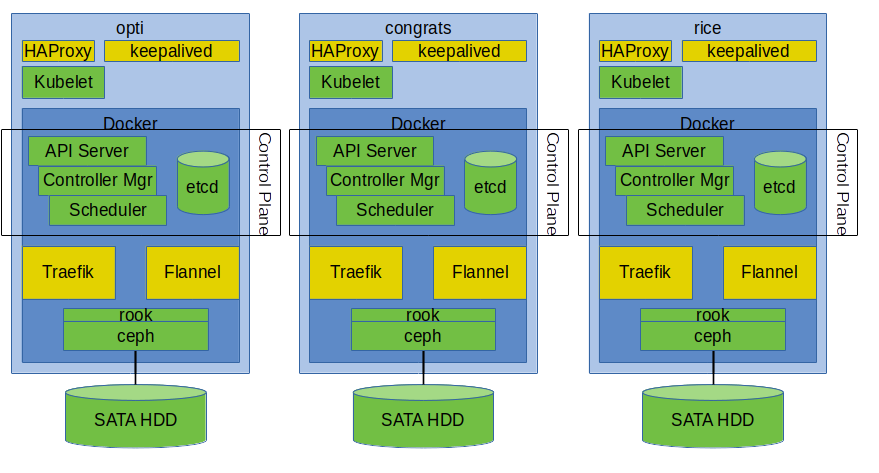 opti
HAProxy
keepalived
Kubelet
Docker
API Server
Controller Mgr
Scheduler
etcd
Control Plane
Traefik
Flannel
rook
ceph
SATA HDD
congrats
HAProxy
keepalived
Kubelet
Docker
API Server
Controller Mgr
Scheduler
etcd
Control Plane
Traefik
Flannel
rook
ceph
SATA HDD
rice
HAProxy
keepalived
Kubelet
Docker
API Server
Controller Mgr
Scheduler
etcd
Control Plane
Traefik
Flannel
rook
ceph
SATA HDD